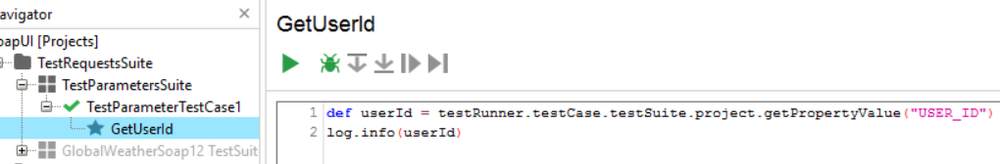 avigator
oapUI [Projects]
TestRequestsSuite
TestParametersSuite
TestParameterTestCase1
GetUserId
GlobalWeatherSoap12 TestSuit
GetUserId
1 def userId = testRunner.testCase.testSuite.project.getPropertyValue("USER_ID")
2 log.info(userId)